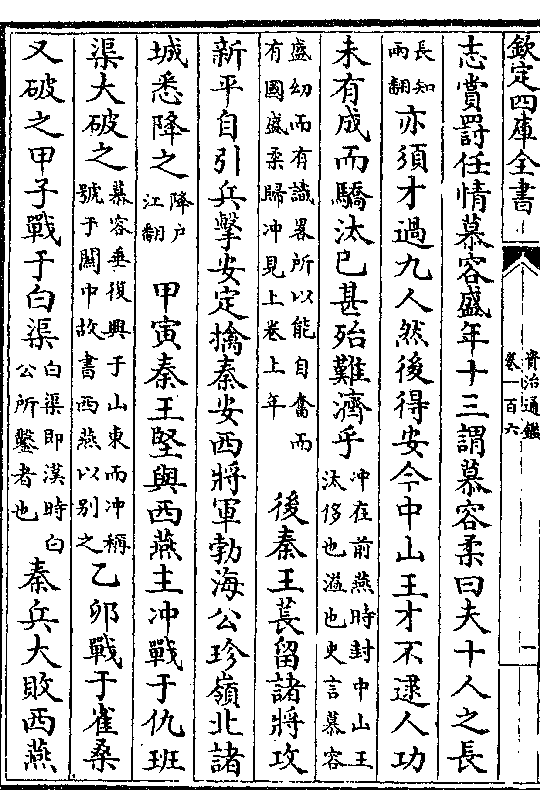 欽定四庫全書
資治通鑑
卷一百六
一
志賞罰任情慕容盛年十三謂慕容柔曰夫十人之長
長知兩翻亦須才過九人然後得安今中山王才不逮人功
未有成而驕汰已甚殆難濟乎沖在前燕時封中山王汰侈也溢也史言慕容
盛幼而有識畧所以能自奮而有國盛柔歸沖見上卷上年 後秦王萇留諸將攻
新平自引兵擊安定擒秦安西將軍勃海公珍嶺北諸
城悉降之降户江翻 甲寅秦王堅與西燕主沖戰于仇班
渠大破之慕容垂復興于山東而沖稱號于關中故書西燕以别之乙卯戰于雀桑
又破之甲子戰于白渠白渠即漢時白公所鑿者也秦兵大敗西燕